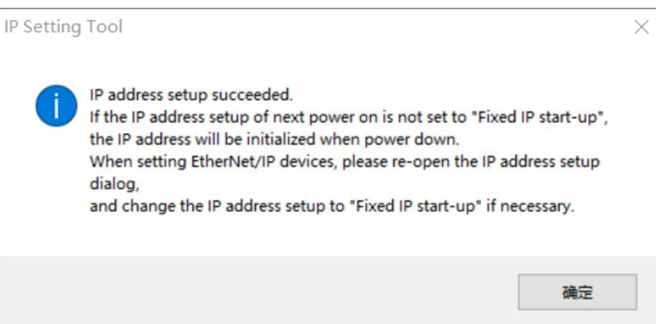 IP Setting Tool
IP address setup succeeded.
If the IP address setup of next power on is not set to "Fixed IP start-up",
the IP address will be initialized when power down.
When setting EtherNet/IP devices, please re-open the IP address setup
dialog,
and change the IP address setup to "Fixed IP start-up" if necessary.
确定